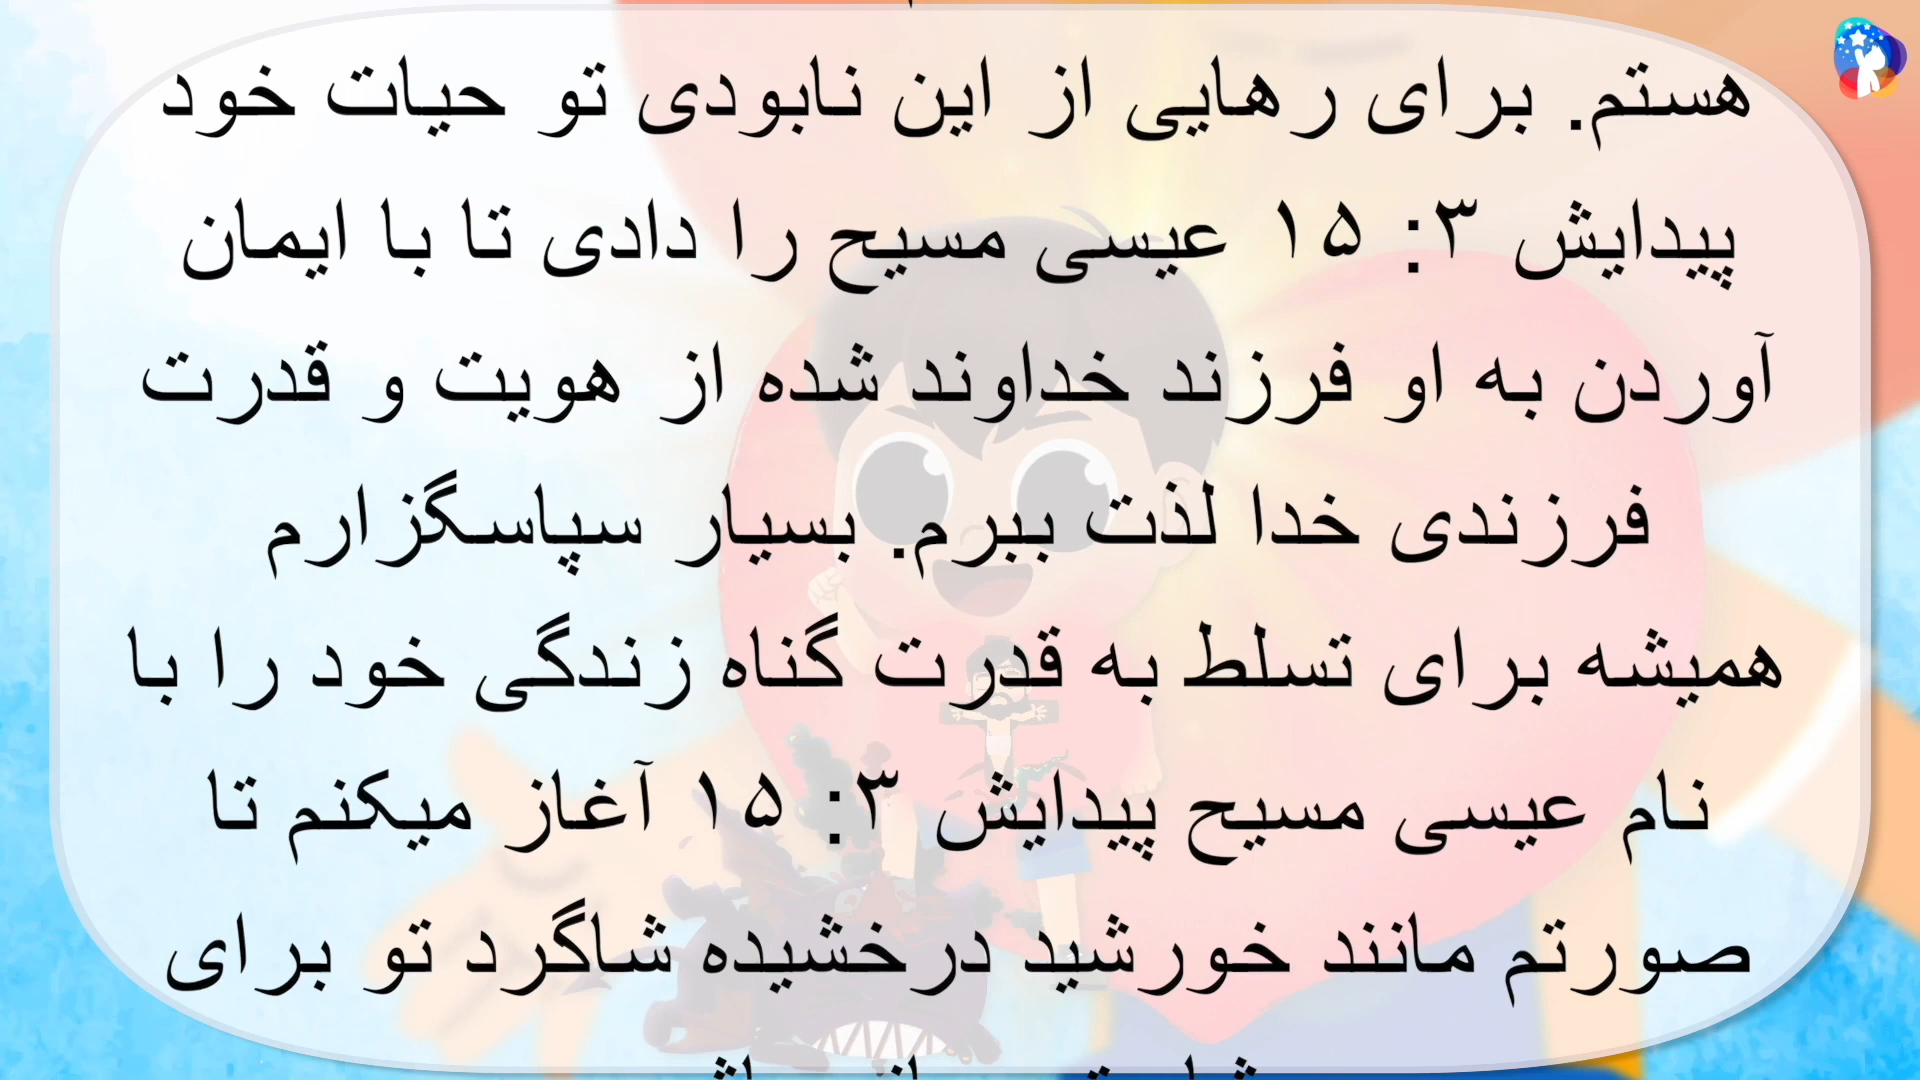 هستم. برای رهایی از این نابودی تو حیات خود
پیدایش ۳: ۱۵ عیسی مسیح را دادی تا با ایمان
آوردن به او فرزند خداوند شده از هویت و قدرت
فرزندی خدا لذت ببرم. بسیار سپاسگزارم
همیشه برای تسلط به قدرت گناه زندگی خود را با
نام عیسی مسیح پیدایش ۳: ۱۵ آغاز میکنم تا
صورتم مانند خورشید درخشیده شاگرد تو برای